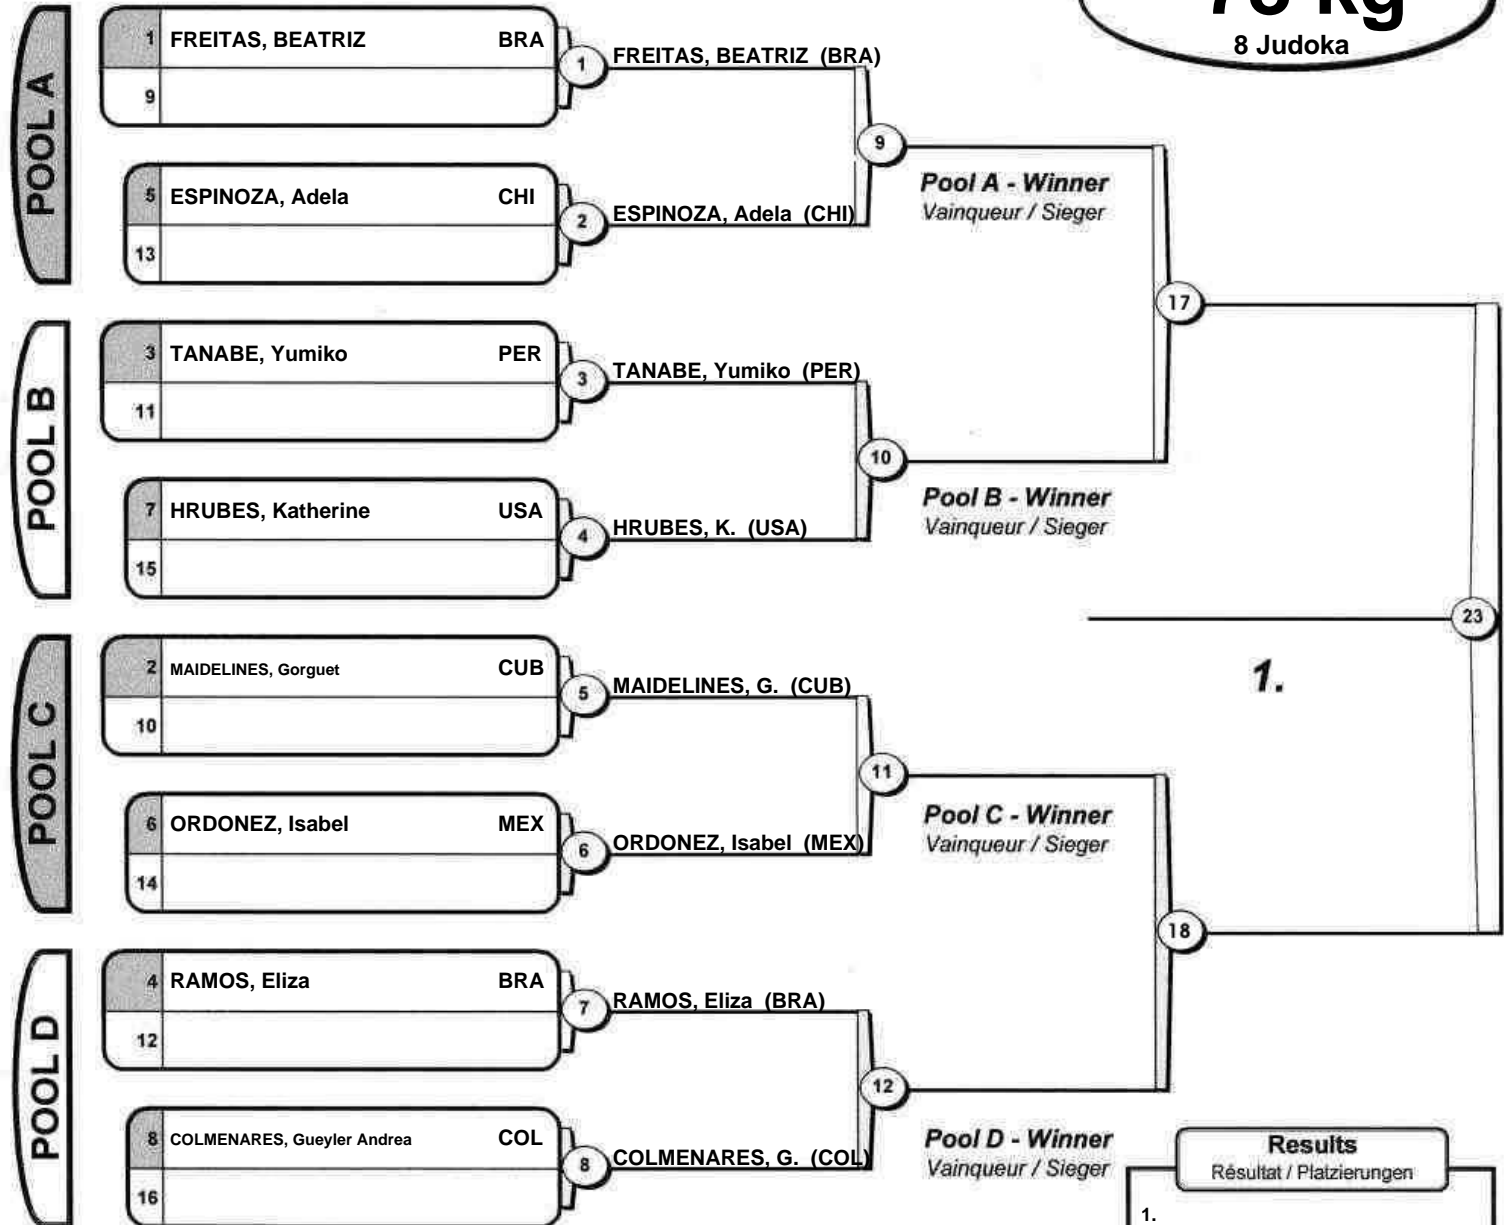 8 Judoka
POOL A
1 FREITAS, BEATRIZ BRA
9
1 FREITAS, BEATRIZ (BRA)
5 ESPINOZA, Adela CHI
13
2 ESPINOZA, Adela (CHI)
9
Pool A - Winner
Vainqueur / Sieger
POOL B
3 TANABE, Yumiko PER
11
3 TANABE, Yumiko (PER)
7 HRUBES, Katherine USA
15
4 HRUBES, K. (USA)
10
Pool B - Winner
Vainqueur / Sieger
17
POOL C
2 MAIDELINES, Gorguet CUB
10
5 MAIDELINES, G. (CUB)
6 ORDONEZ, Isabel MEX
14
6 ORDONEZ, Isabel (MEX)
11
Pool C - Winner
Vainqueur / Sieger
23
1.
POOL D
4 RAMOS, Eliza BRA
12
7 RAMOS, Eliza (BRA)
8 COLMENARES, Gueyler Andrea COL
16
8 COLMENARES, G. (COL)
12
Pool D - Winner
Vainqueur / Sieger
18
Results
Résultat / Platzierungen
1.